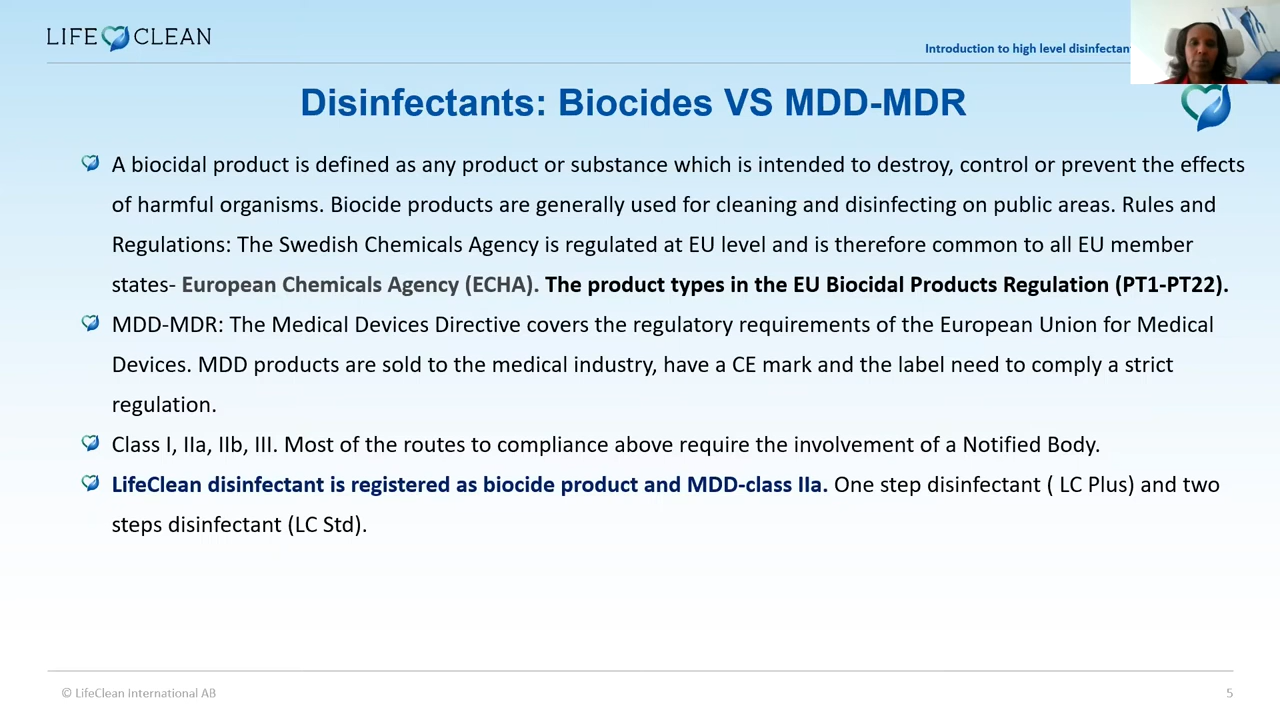 LIFE CLEAN
Introduction to high level disinfectant
Disinfectants: Biocides VS MDD-MDR
A biocidal product is defined as any product or substance which is intended to destroy, control or prevent the effects
of harmful organisms. Biocide products are generally used for cleaning and disinfecting on public areas. Rules and
Regulations: The Swedish Chemicals Agency is regulated at EU level and is therefore common to all EU member
states- European Chemicals Agency (ECHA). The product types in the EU Biocidal Products Regulation (PT1-PT22).
MDD-MDR: The Medical Devices Directive covers the regulatory requirements of the European Union for Medical
Devices. MDD products are sold to the medical industry, have a CE mark and the label need to comply a strict
regulation.
Class I, IIa, IIb, III. Most of the routes to compliance above require the involvement of a Notified Body.
LifeClean disinfectant is registered as biocide product and MDD-class IIa. One step disinfectant ( LC Plus) and two
steps disinfectant (LC Std).
© LifeClean International AB
5